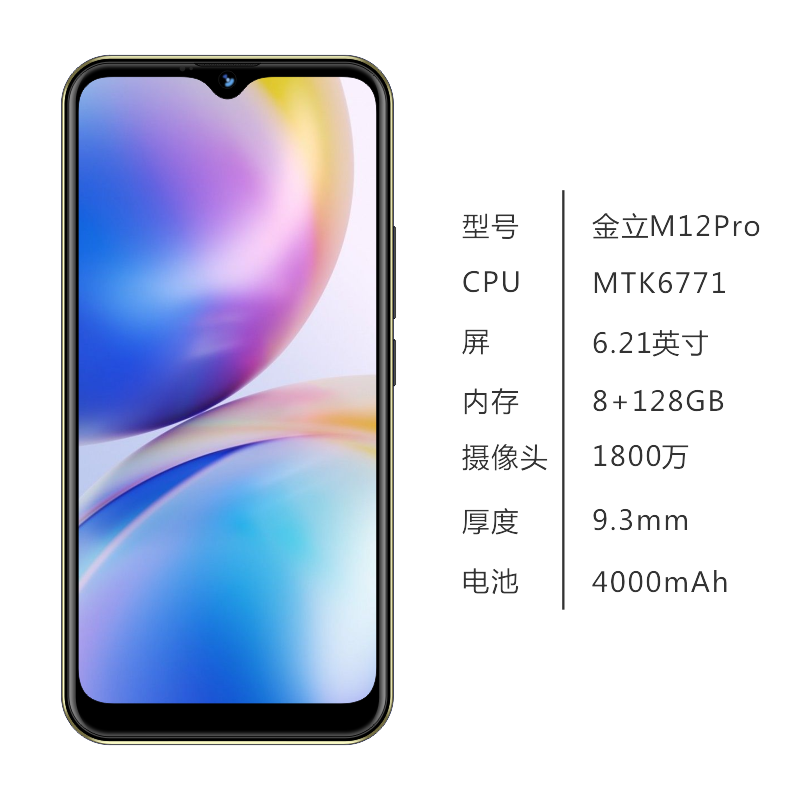 型号 金立M12Pro
CPU MTK6771
屏 6.21英寸
内存 8+128GB
摄像头 1800万
厚度 9.3mm
电池 4000mAh